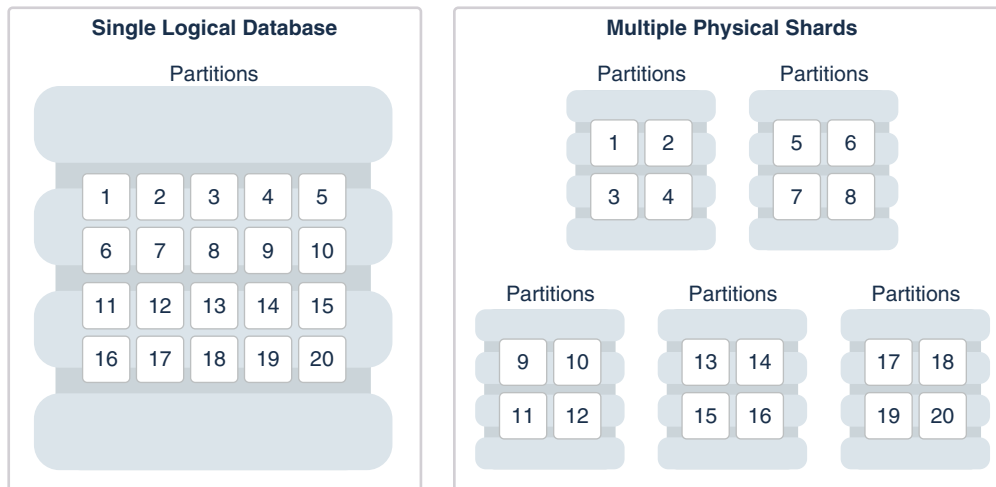 Single Logical Database
Partitions
1 2 3 4 5
6 7 8 9 10
11 12 13 14 15
16 17 18 19 20
Multiple Physical Shards
Partitions
1 2
3 4
Partitions
5 6
7 8
Partitions
9 10
11 12
Partitions
13 14
15 16
Partitions
17 18
19 20